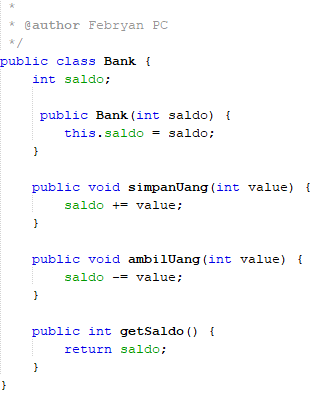 *
* @author Febryan PC
*/
public class Bank {
int saldo;
public Bank(int saldo) {
this.saldo = saldo;
}
public void simpanUang(int value) {
saldo += value;
}
public void ambilUang(int value) {
saldo -= value;
}
public int getSaldo() {
return saldo;
}
}